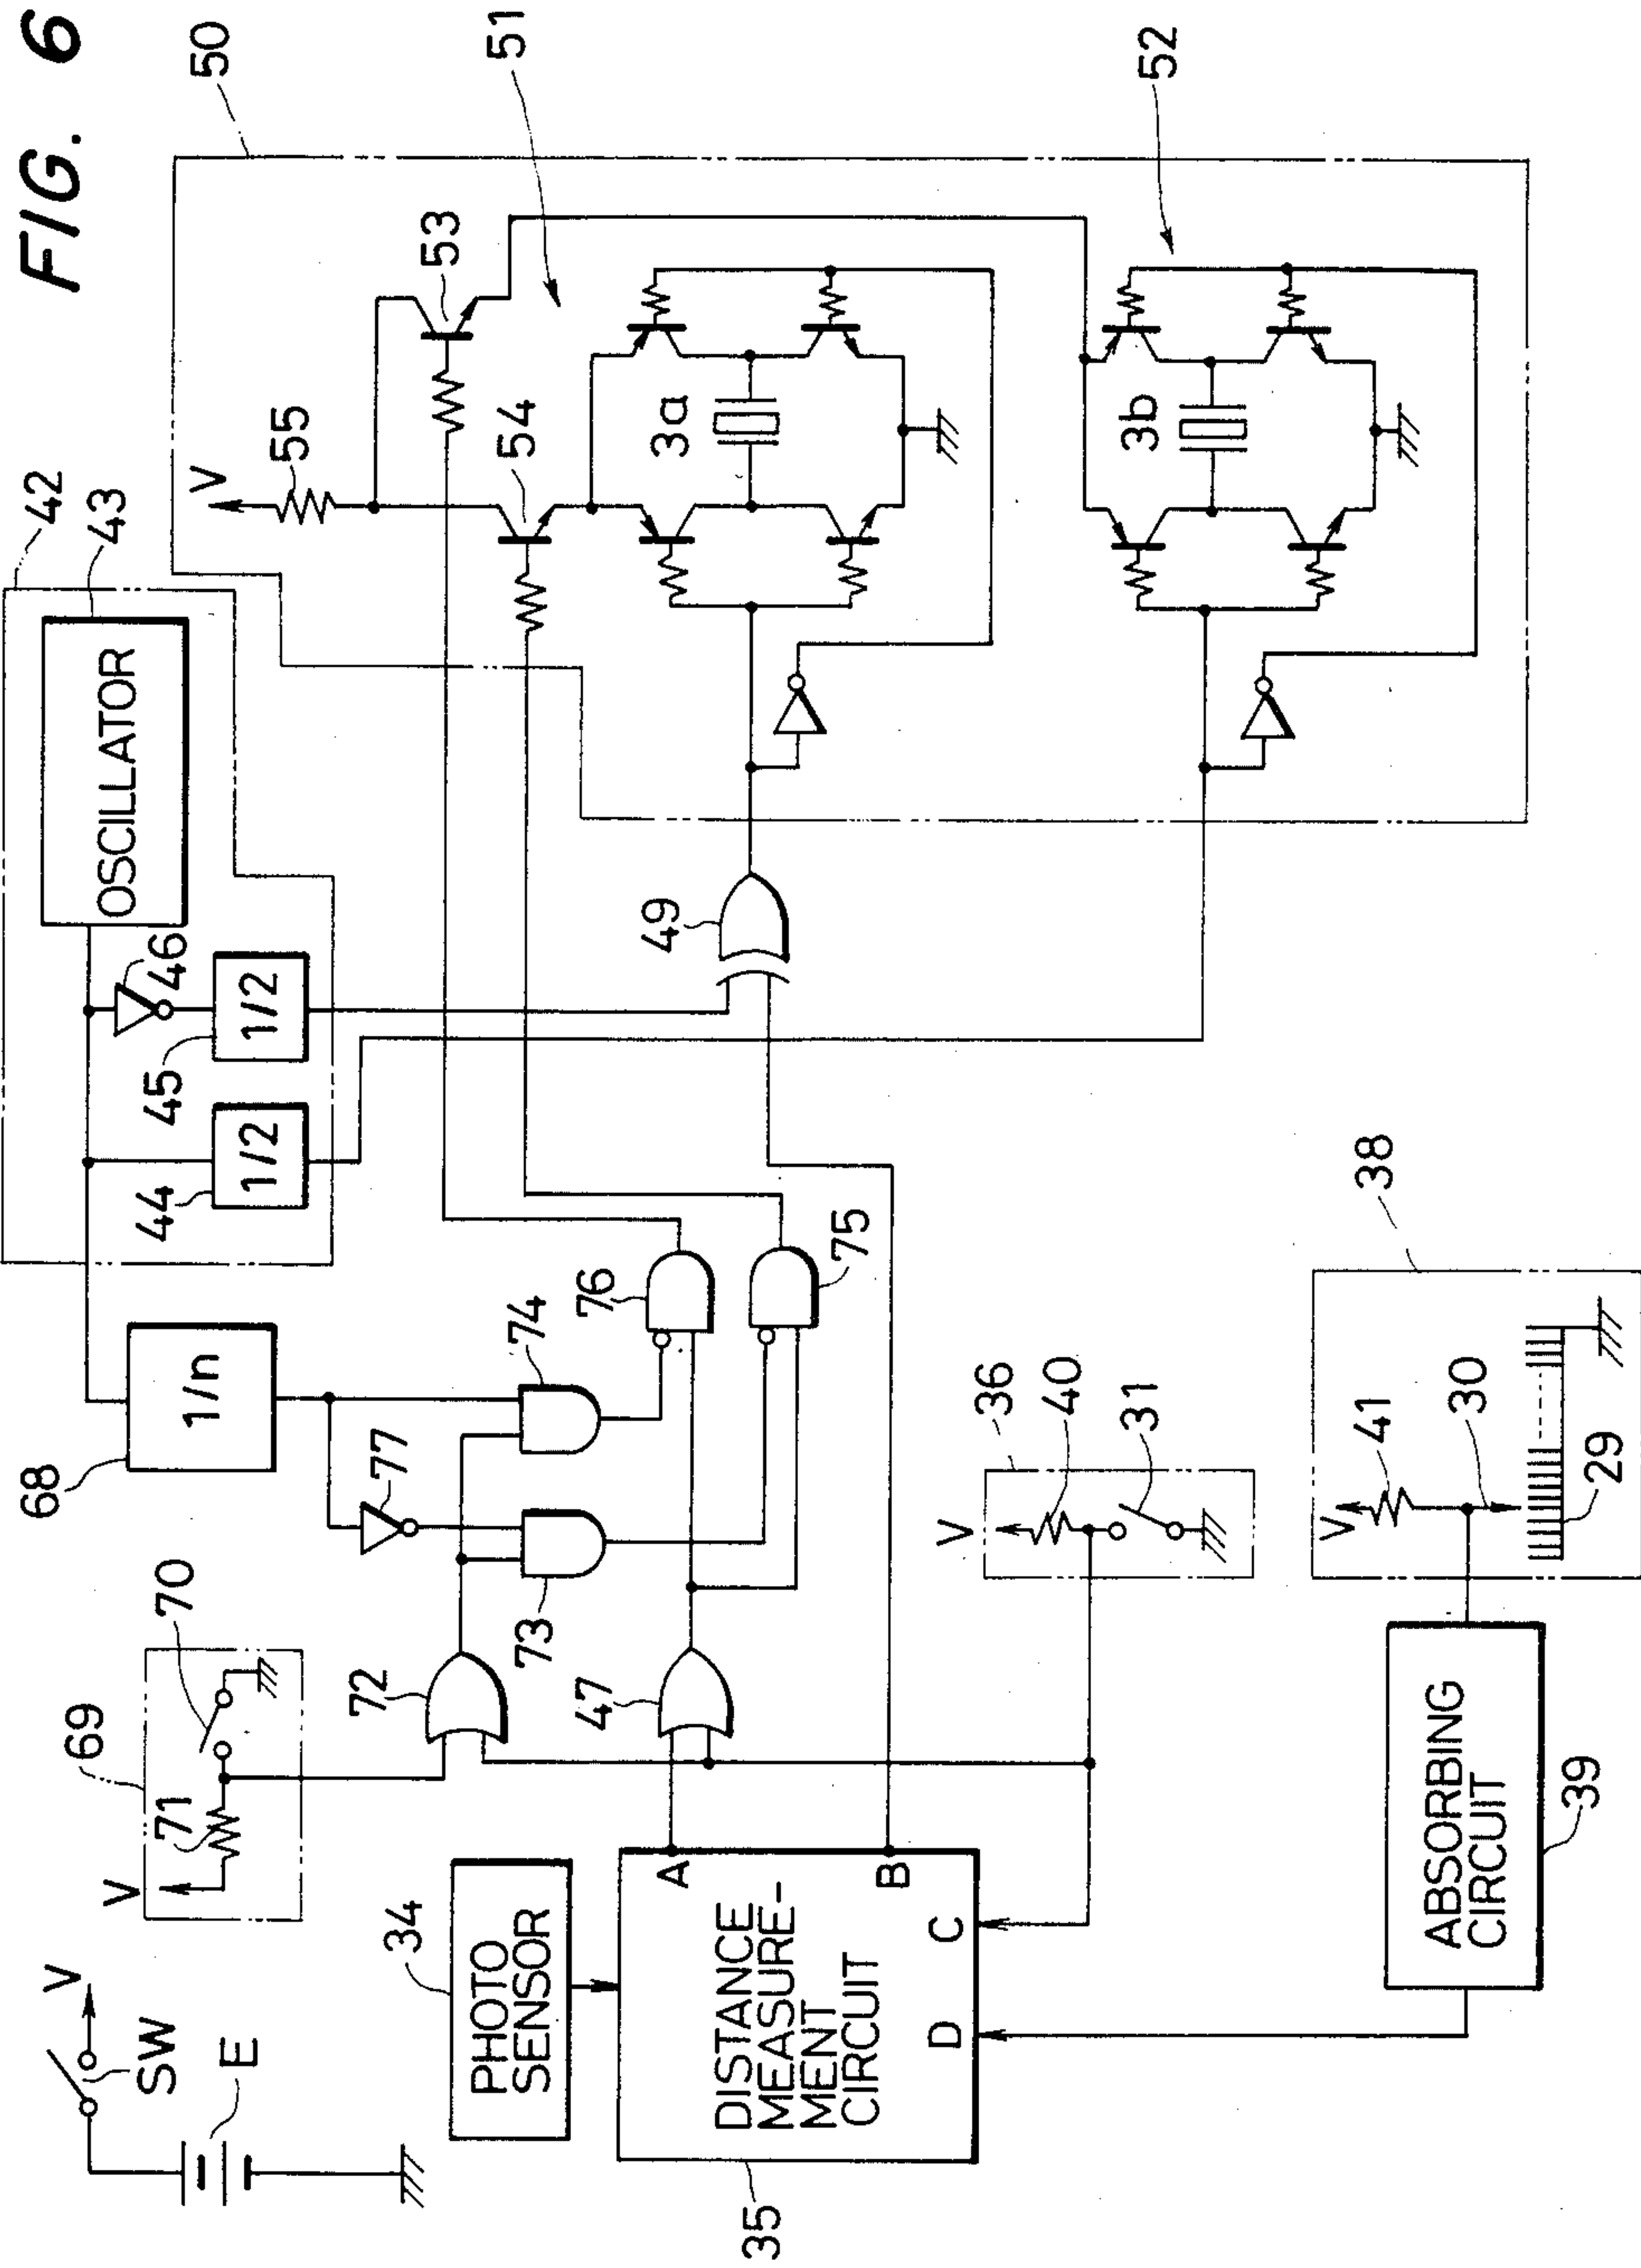 FIG. 6
50
51
52
42
43
55
V
53
54
3a
3b
OSCILLATOR
46
45
1/2
44
1/2
49
68
1/n
77
74
73
76
75
69
70
71
V
72
47
V
SW
E
34
PHOTO
SENSOR
A
B
C
D
DISTANCE
MEASURE-
MENT
CIRCUIT
35
36
40
31
V
38
41
V
30
29
ABSORBING
CIRCUIT
39